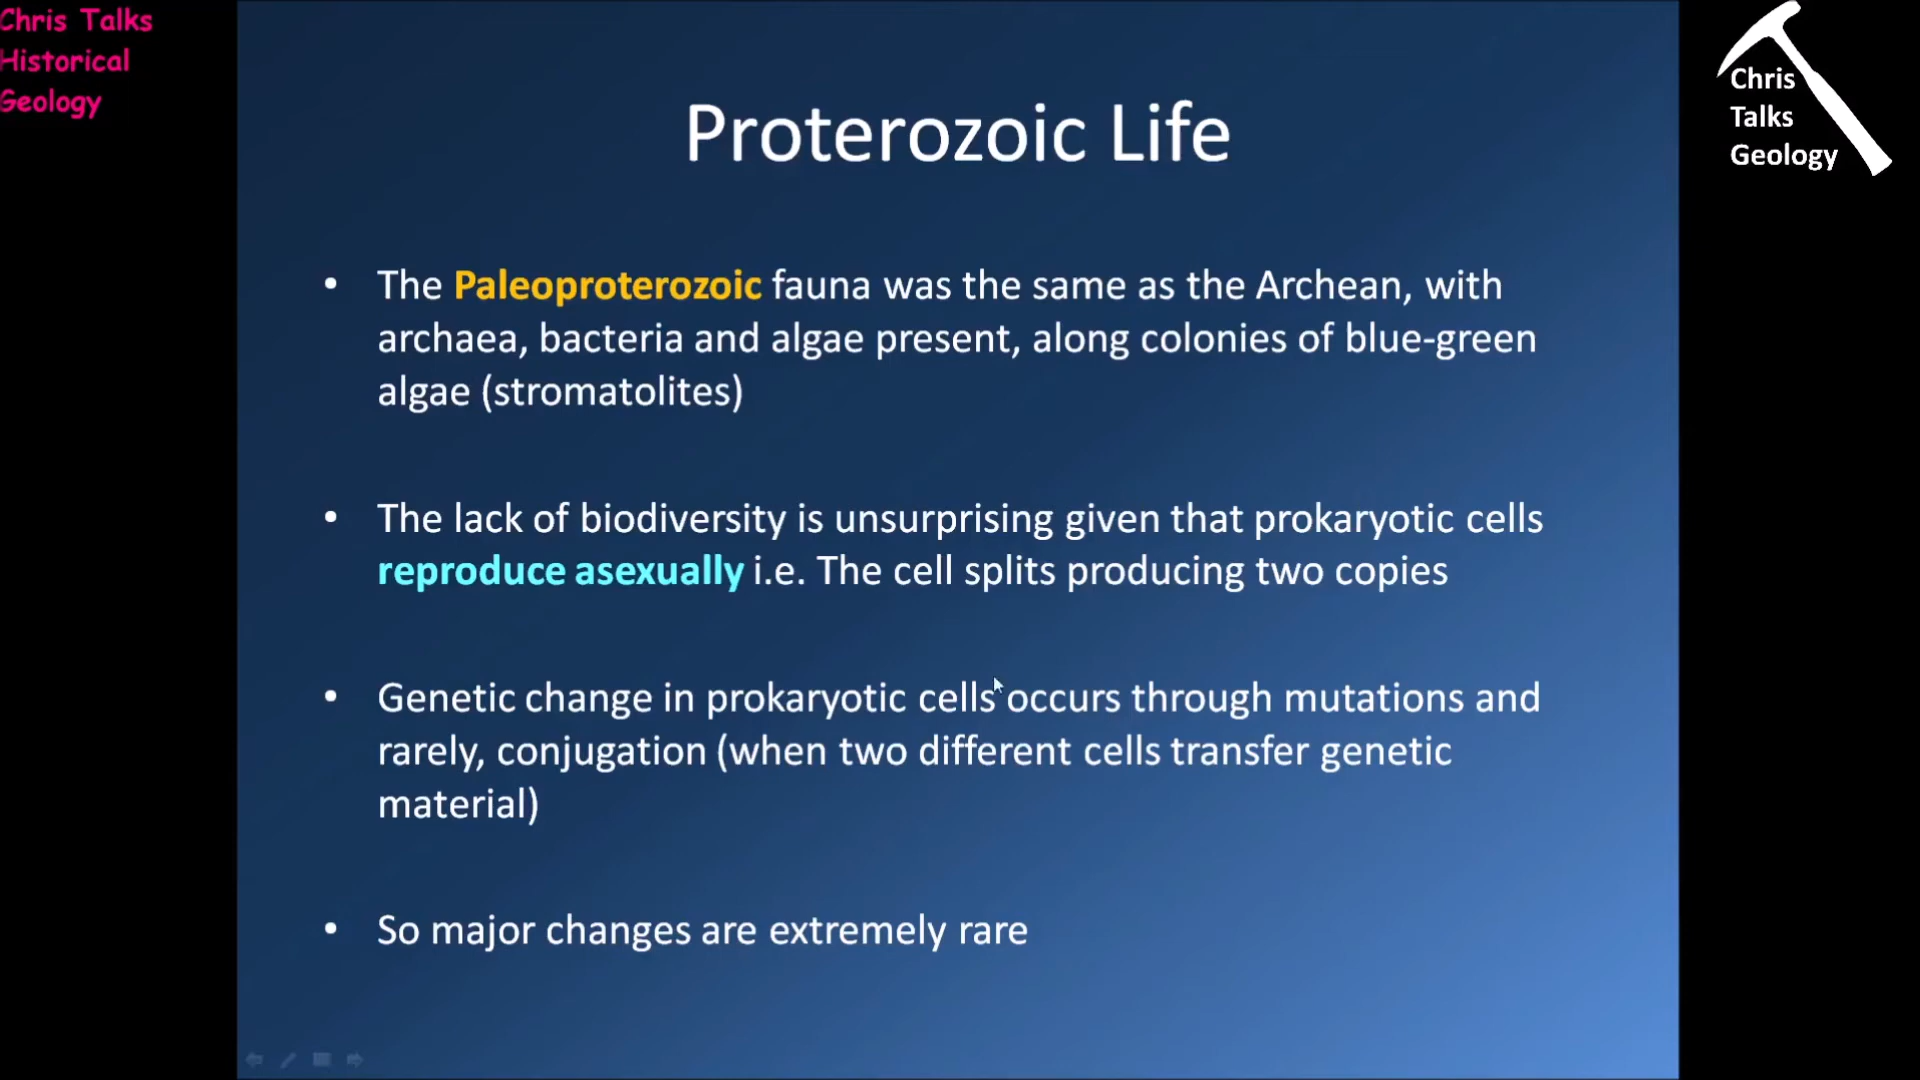 Chris Talks
Historical
Geology
Chris
Talks
Geology
Proterozoic Life
• The Paleoproterozoic fauna was the same as the Archean, with
archaea, bacteria and algae present, along colonies of blue-green
algae (stromatolites)
• The lack of biodiversity is unsurprising given that prokaryotic cells
reproduce asexually i.e. The cell splits producing two copies
• Genetic change in prokaryotic cells occurs through mutations and
rarely, conjugation (when two different cells transfer genetic
material)
• So major changes are extremely rare